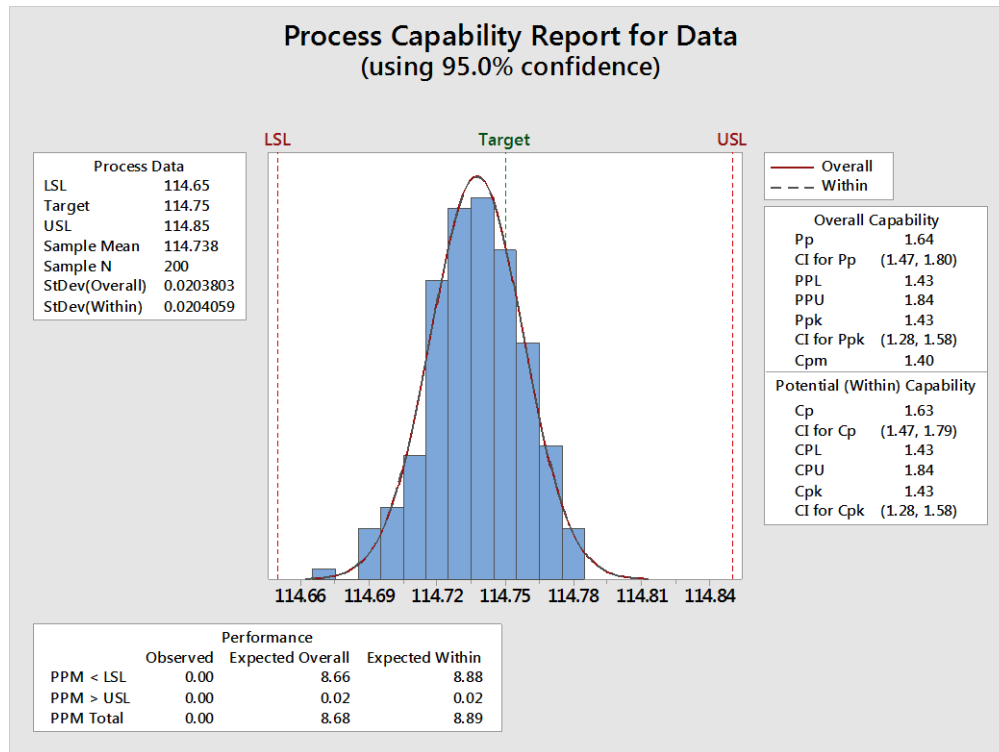 Process Capability Report for Data
(using 95.0% confidence)
LSL Target USL
Process Data
LSL 114.65
Target 114.75
USL 114.85
Sample Mean 114.738
Sample N 200
StDev(Overall) 0.0203803
StDev(Within) 0.0204059
Overall
Within
Overall Capability
Pp 1.64
CI for Pp (1.47, 1.80)
PPL 1.43
PPU 1.84
Ppk 1.43
CI for Ppk (1.28, 1.58)
Cpm 1.40
Potential (Within) Capability
Cp 1.63
CI for Cp (1.47, 1.79)
CPL 1.43
CPU 1.84
Cpk 1.43
CI for Cpk (1.28, 1.58)
114.66 114.69 114.72 114.75 114.78 114.81 114.84
Performance
Observed Expected Overall Expected Within
PPM < LSL 0.00 8.66 8.88
PPM > USL 0.00 0.02 0.02
PPM Total 0.00 8.68 8.89